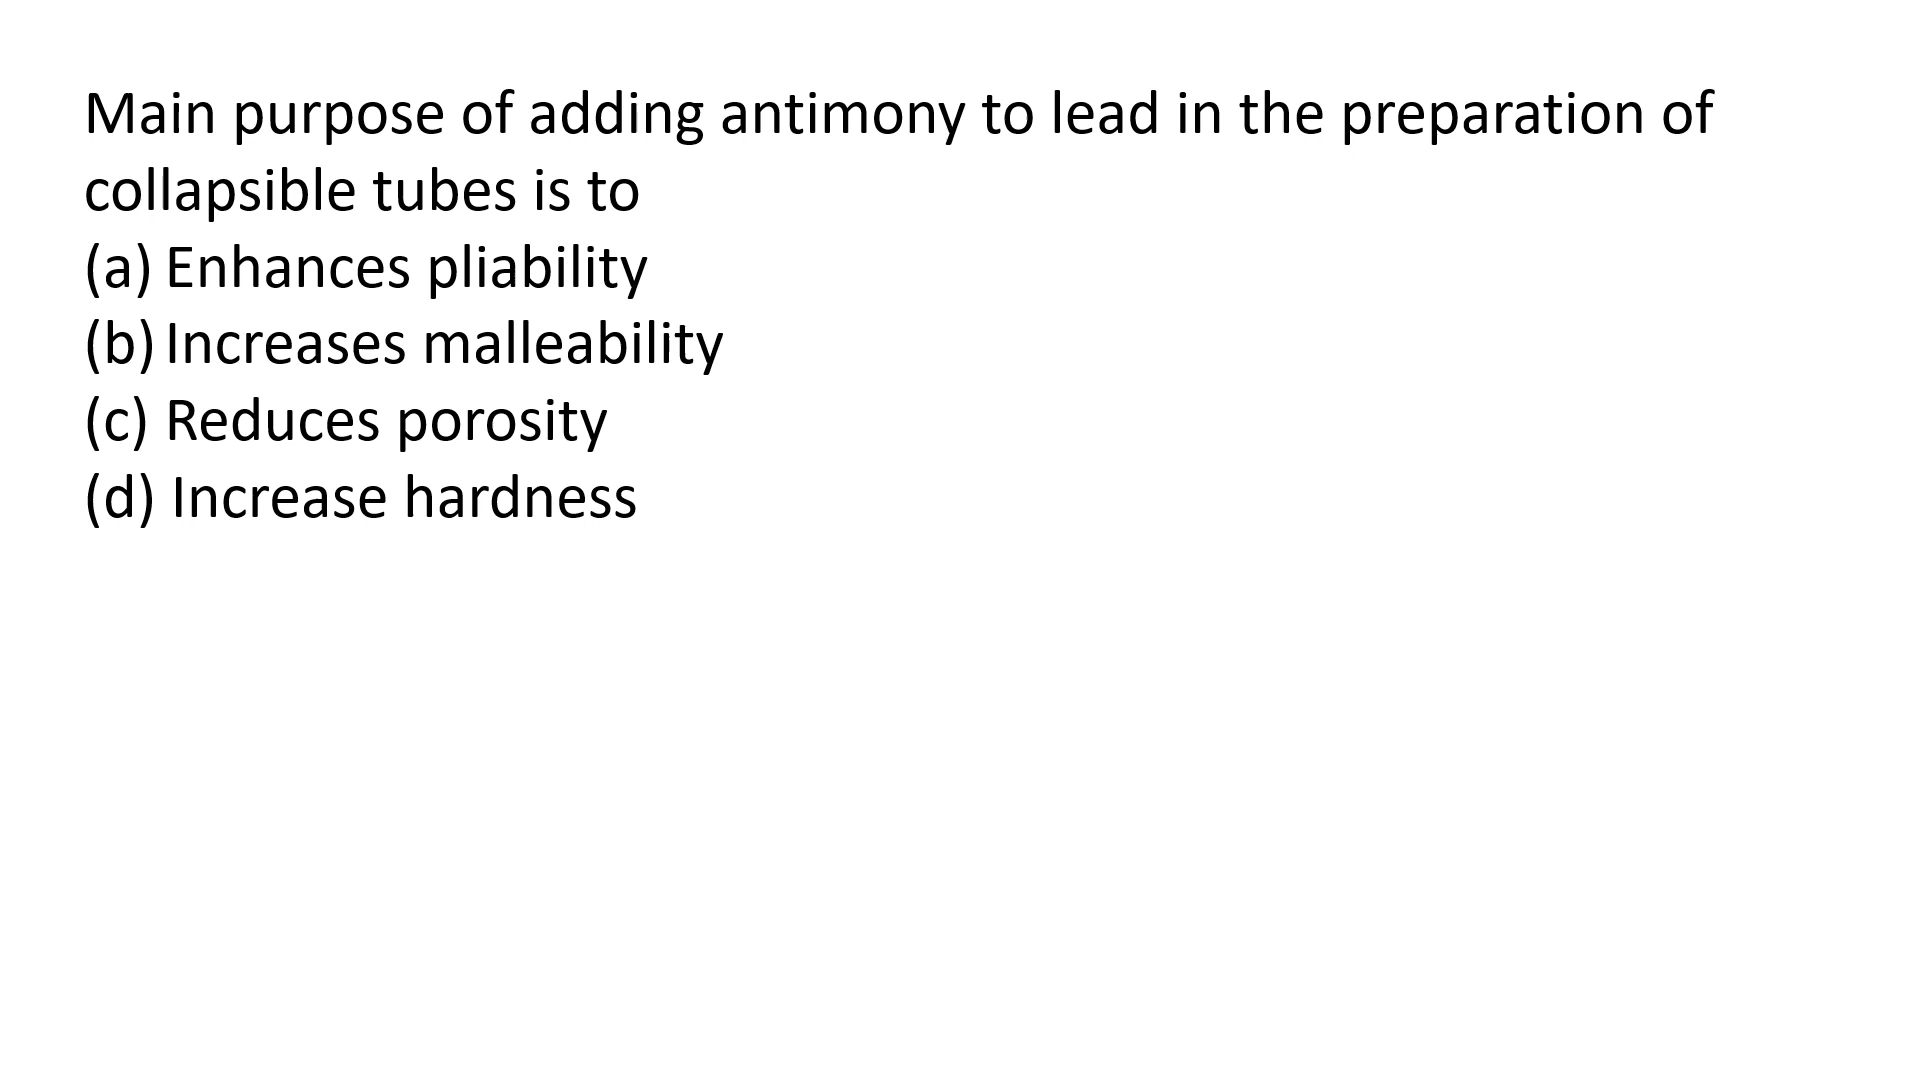 Main purpose of adding antimony to lead in the preparation of
collapsible tubes is to
(a) Enhances pliability
(b) Increases malleability
(c) Reduces porosity
(d) Increase hardness